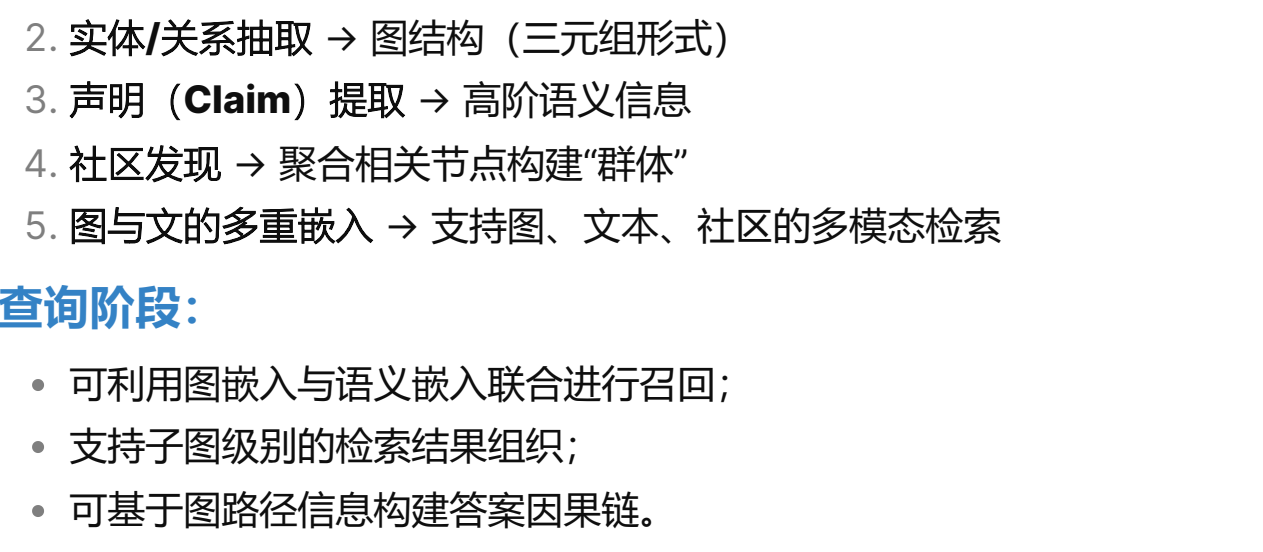 2. 实体/关系抽取 → 图结构（三元组形式）
3. 声明（Claim）提取 → 高阶语义信息
4. 社区发现 → 聚合相关节点构建“群体”
5. 图与文的多重嵌入 → 支持图、文本、社区的多模态检索
查询阶段：
• 可利用图嵌入与语义嵌入联合进行召回；
• 支持子图级别的检索结果组织；
• 可基于图路径信息构建答案因果链。